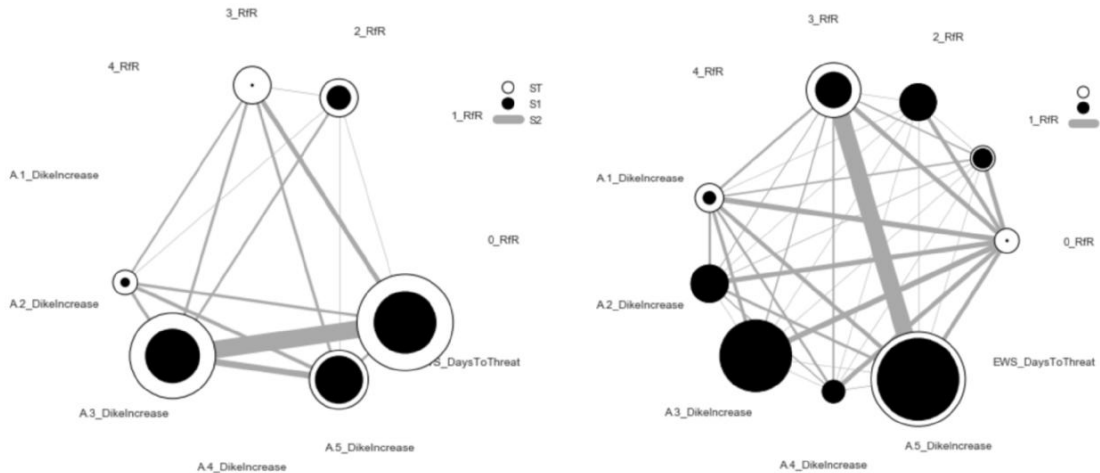 3_RfR
2_RfR
4_RfR
ST
S1
S2
1_RfR
A.1_DikeIncrease
0_RfR
A.2_DikeIncrease
S_DaysToThreat
A.3_DikeIncrease
A.5_DikeIncrease
A.4_DikeIncrease
3_RfR
2_RfR
4_RfR
1_RfR
A.1_DikeIncrease
0_RfR
A.2_DikeIncrease
EWS_DaysToThreat
A.3_DikeIncrease
A.5_DikeIncrease
A.4_DikeIncrease